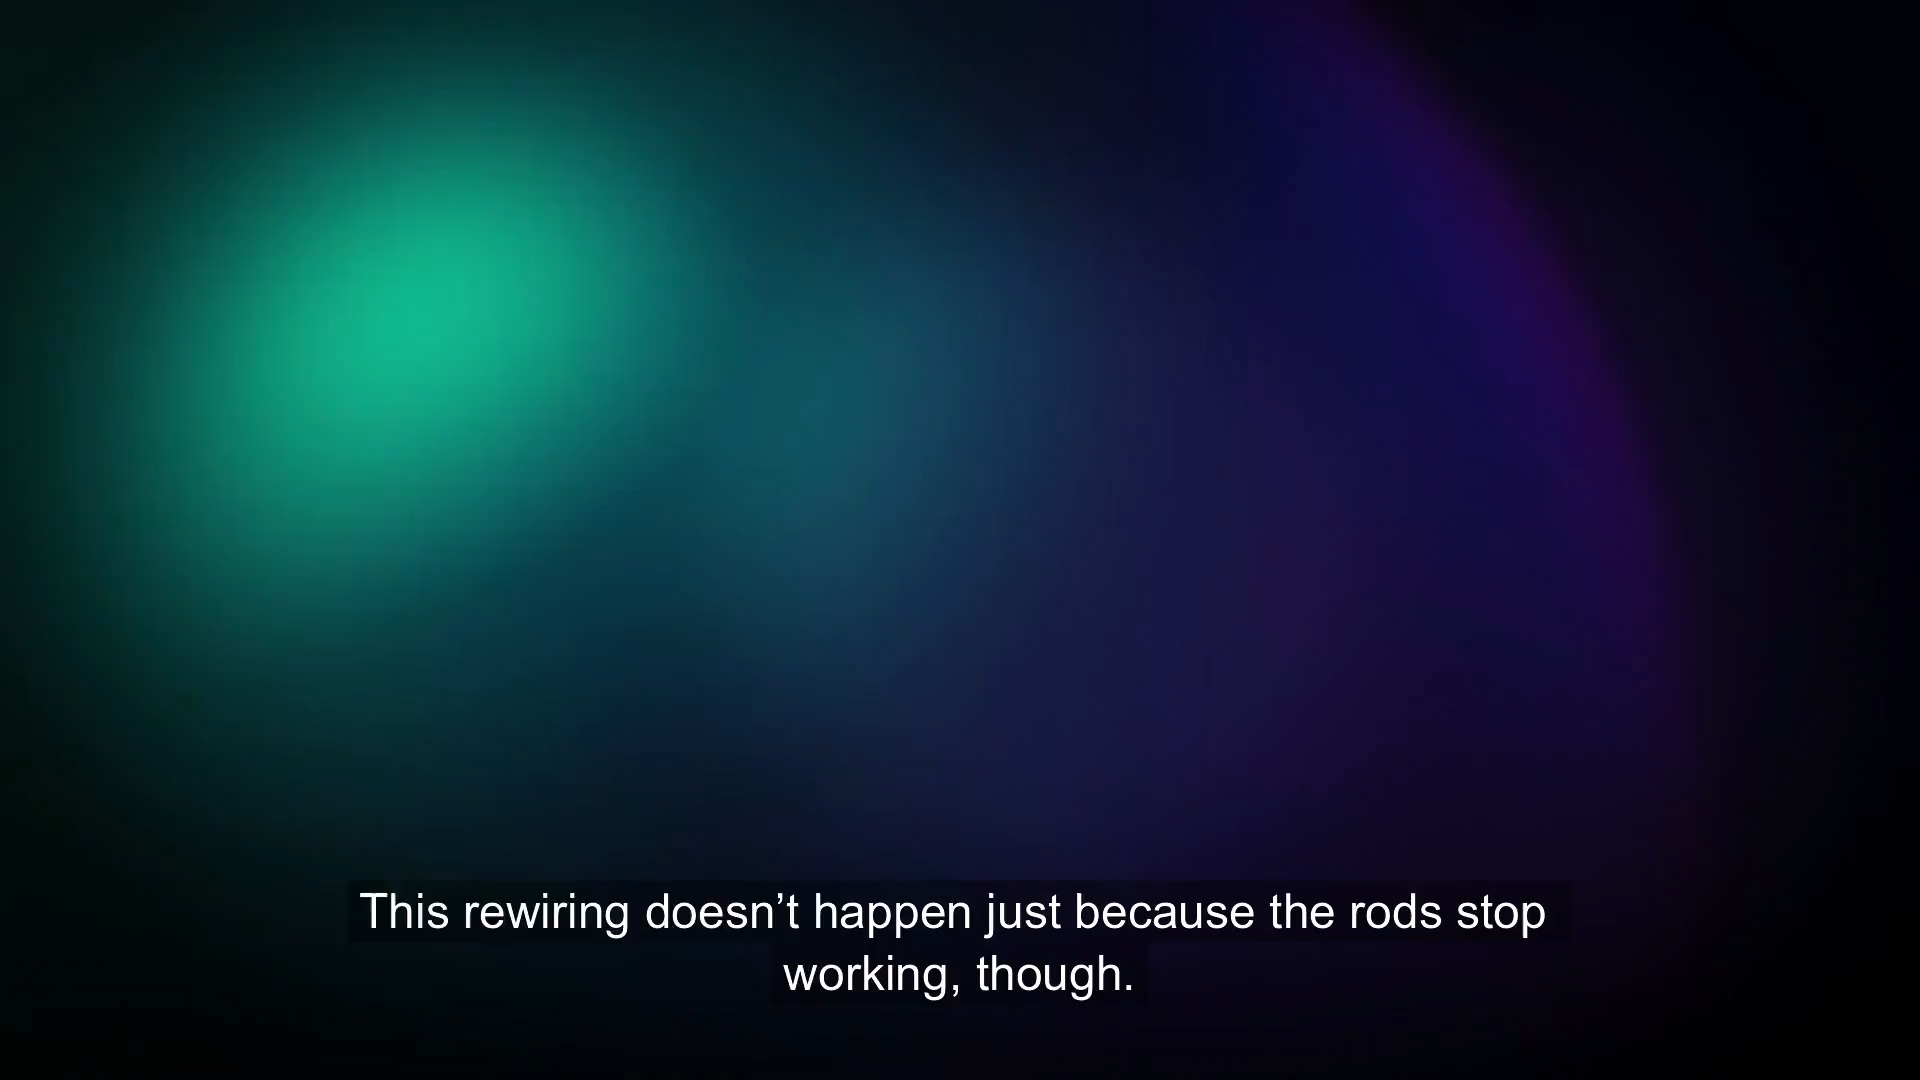 This rewiring doesn’t happen just because the rods stop
working, though.